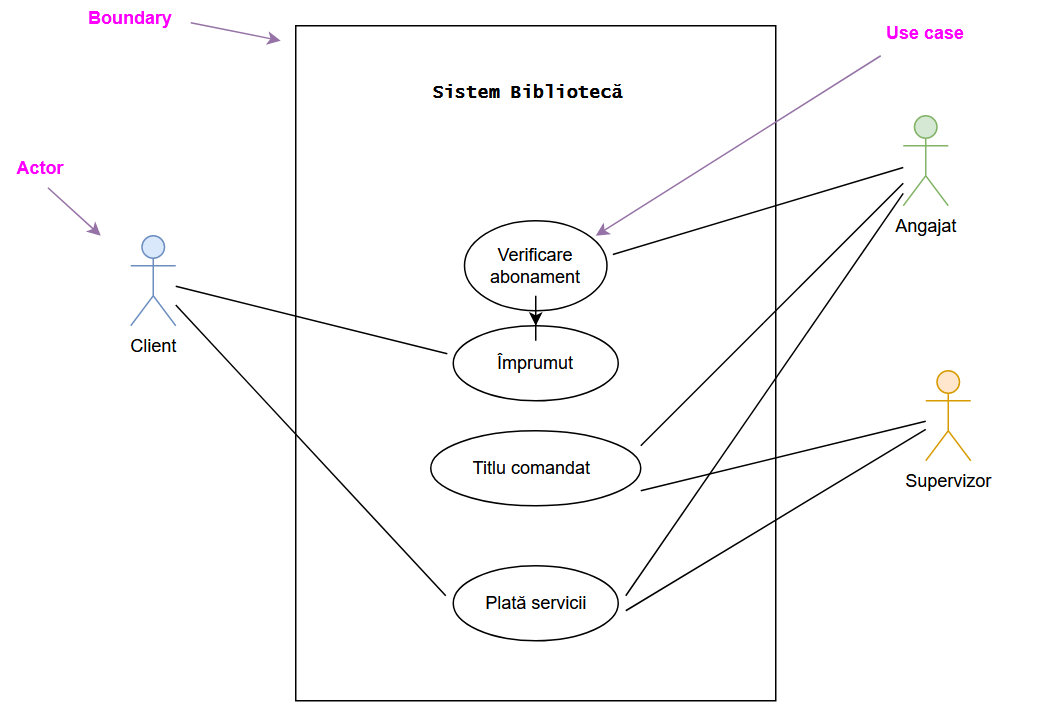 Boundary
Use case
Sistem Bibliotecă
Actor
Angajat
Verificare
abonament
Client
Împrumut
Titlu comandat
Supervizor
Plată servicii